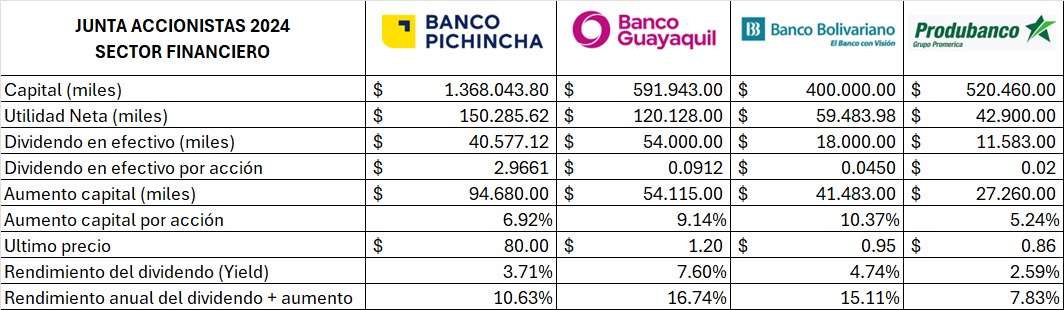 JUNTA ACCIONISTAS 2024
SECTOR FINANCIERO
BANCO
PICHINCHA
Banco
Guayaquil
Banco Bolivariano
El Banco con Visión
Produbanco
Grupo Promerica
Capital (miles) $ 1.368.043.80 $ 591.943.00 $ 400.000.00 $ 520.460.00
Utilidad Neta (miles) $ 150.285.62 $ 120.128.00 $ 59.483.98 $ 42.900.00
Dividendo en efectivo (miles) $ 40.577.12 $ 54.000.00 $ 18.000.00 $ 11.583.00
Dividendo en efectivo por acción $ 2.9661 $ 0.0912 $ 0.0450 $ 0.02
Aumento capital (miles) $ 94.680.00 $ 54.115.00 $ 41.483.00 $ 27.260.00
Aumento capital por acción 6.92% 9.14% 10.37% 5.24%
Ultimo precio $ 80.00 $ 1.20 $ 0.95 $ 0.86
Rendimiento del dividendo (Yield) 3.71% 7.60% 4.74% 2.59%
Rendimiento anual del dividendo + aumento 10.63% 16.74% 15.11% 7.83%